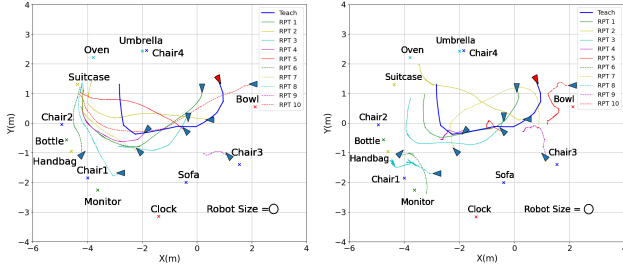 4
3
2
1
0
−1
−2
−3
−4
−6
−4
−2
0
2
4
Y(m)
X(m)
Oven
Umbrella
Chair4
Suitcase
Bowl
Chair2
Bottle
Handbag
Chair1
Monitor
Sofa
Chair3
Clock
Robot Size =
Teach
RPT 1
RPT 2
RPT 3
RPT 4
RPT 5
RPT 6
RPT 7
RPT 8
RPT 9
RPT 10
4
3
2
1
0
−1
−2
−3
−4
−6
−4
−2
0
2
4
Y(m)
X(m)
Oven
Umbrella
Chair4
Suitcase
Bowl
Chair2
Bottle
Handbag
Chair1
Monitor
Sofa
Chair3
Clock
Robot Size =
Teach
RPT 1
RPT 2
RPT 3
RPT 4
RPT 5
RPT 6
RPT 7
RPT 8
RPT 9
RPT 10